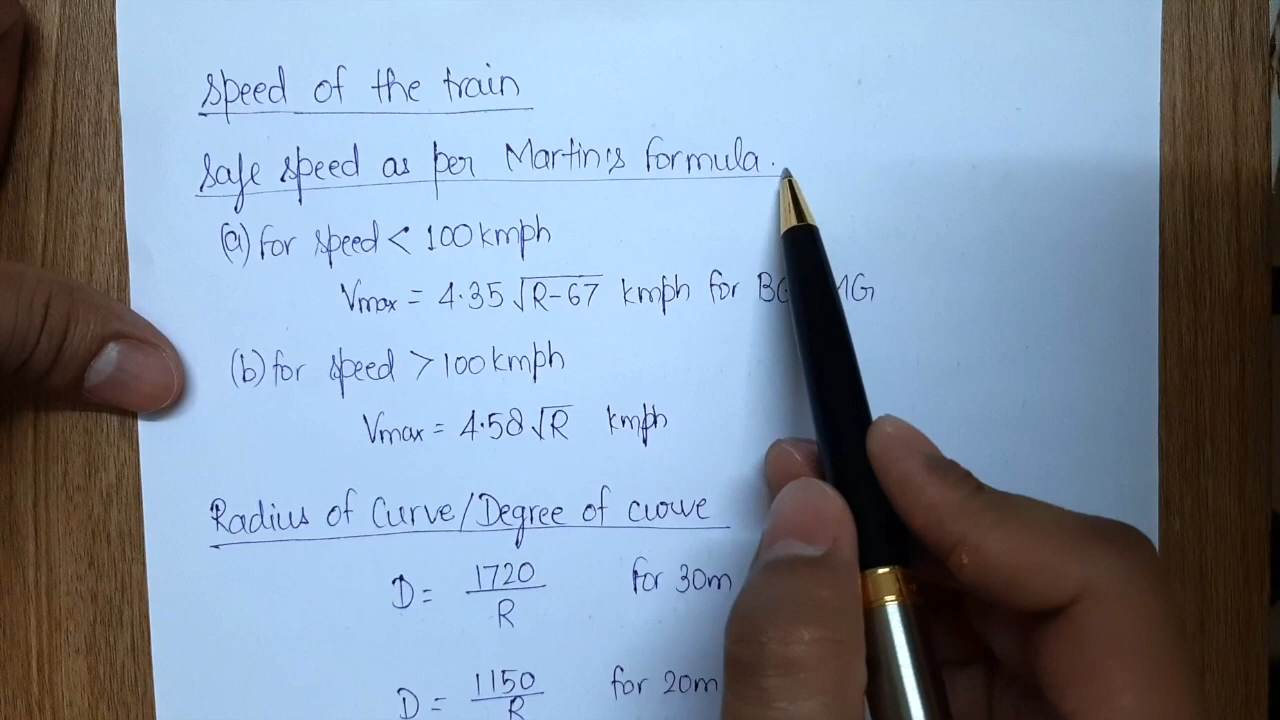 Speed of the train
Safe speed as per Martin's formula.
(a) for speed < 100 kmph
Vmax = 4.35 √R-67 kmph for MG
(b) for speed > 100 kmph
Vmax = 4.58 √R kmph
Radius of Curve/Degree of curve
D = 1720/R for 30m
D = 1150/R for 20m